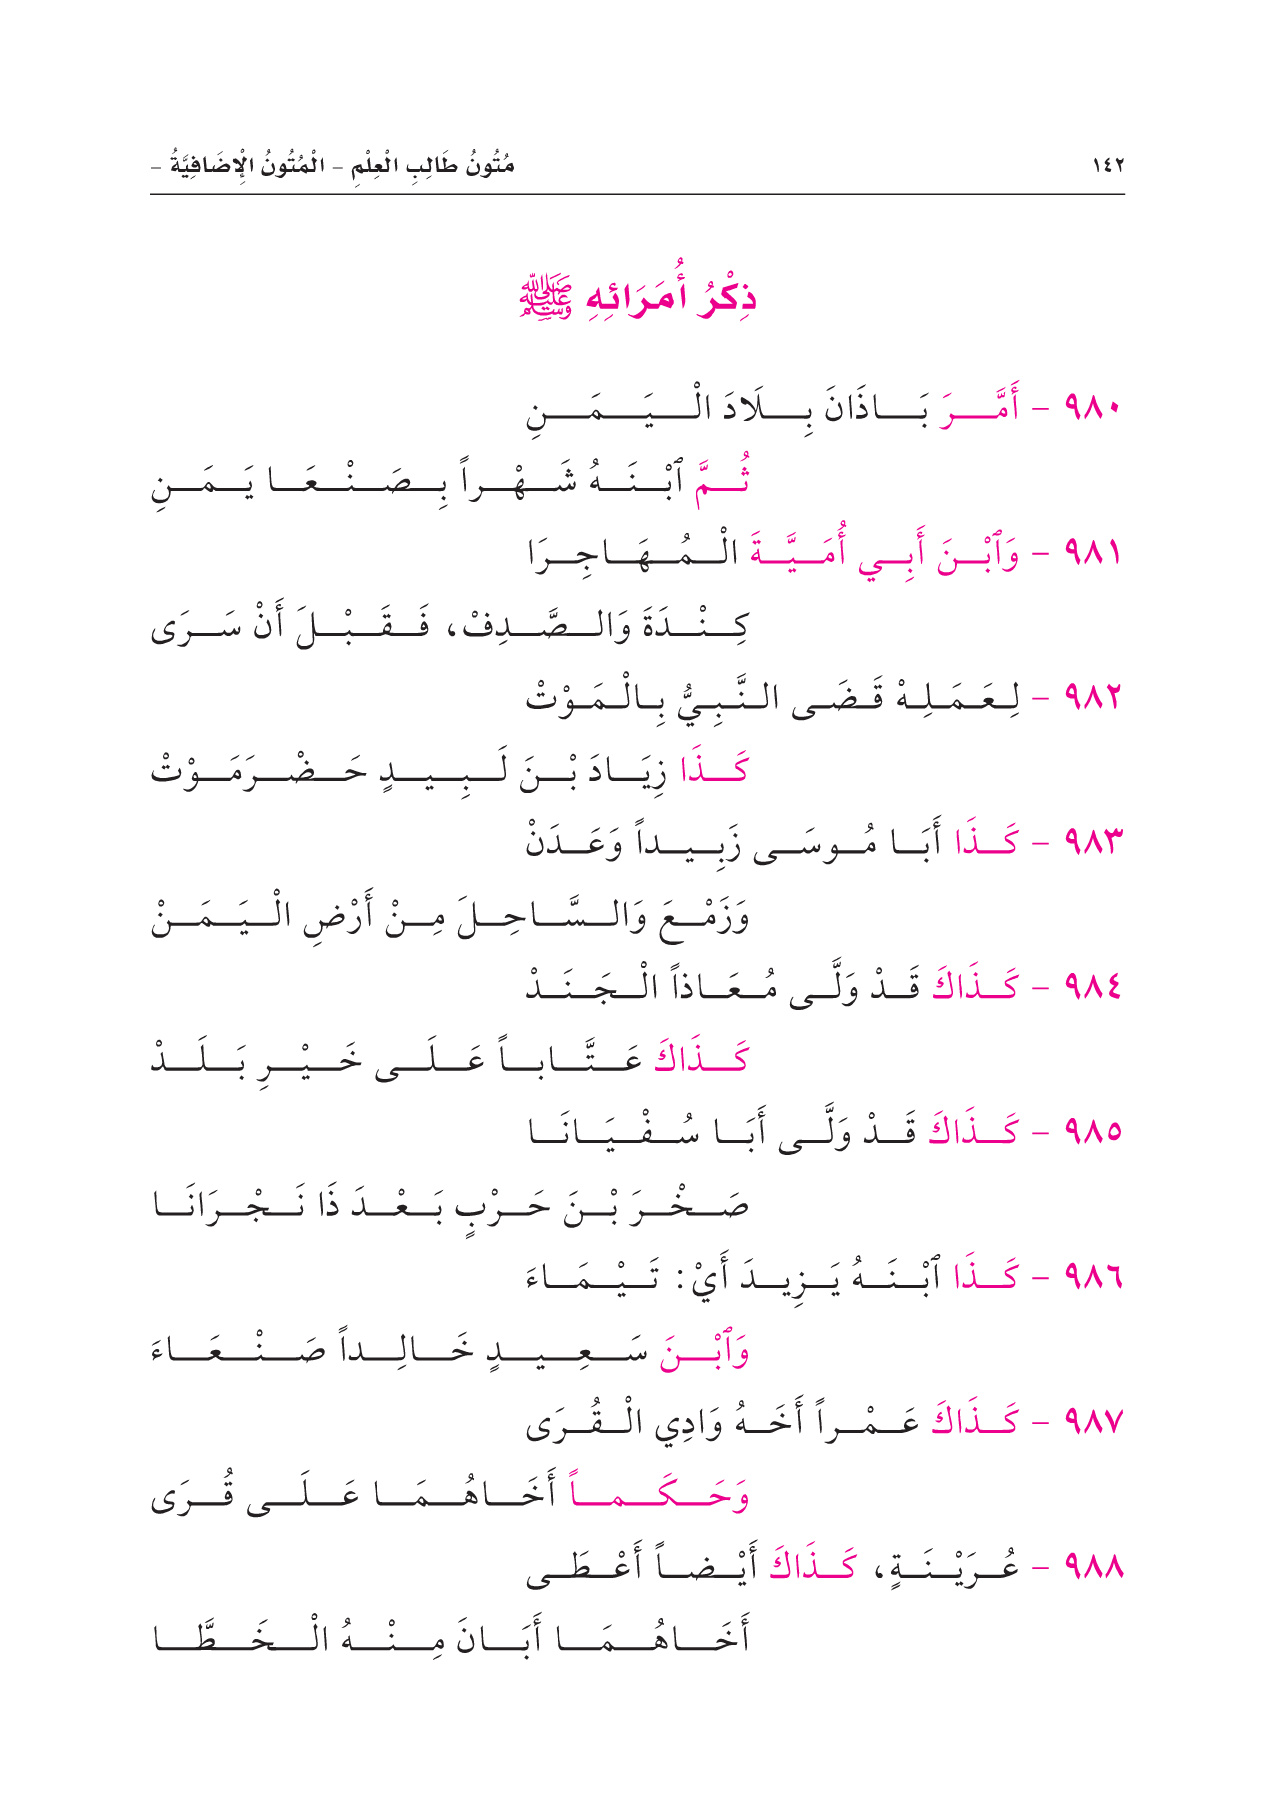 ١٤٢ مُتُونُ طَالِبِ الْعِلْمِ - الْمُتُونُ الْإِضَافِيَّةُ -
ذِكْرُ أُمَرَائِهِ ﷺ
٩٨٠ - أَمَّرَ بَاذَانَ بِلَادَ الْيَمَنِ
ثُمَّ ٱبْنَهُ شَهْراً بِصَنْعَا يَمَنِ
٩٨١ - وَٱبْنَ أَبِي أُمَيَّةَ الْمُهَاجِرَا
كِنْدَةَ وَالصَّدِفْ، فَقَبْلَ أَنْ سَرَى
٩٨٢ - لِعَمَلِهْ قَضَى النَّبِيُّ بِالْمَوْتْ
كَذَا زِيَادَ بْنَ لَبِيدٍ حَضْرَمَوْتْ
٩٨٣ - كَذَا أَبَا مُوسَى زَبِيداً وَعَدَنْ
وَزَمْعَ وَالسَّاحِلَ مِنْ أَرْضِ الْيَمَنْ
٩٨٤ - كَذَاكَ قَدْ وَلَّى مُعَاذاً الْجَنَدْ
كَذَاكَ عَتَّاباً عَلَى خَيْرِ بَلَدْ
٩٨٥ - كَذَاكَ قَدْ وَلَّى أَبَا سُفْيَانَا
صَخْرَ بْنَ حَرْبٍ بَعْدَ ذَا نَجْرَانَا
٩٨٦ - كَذَا ٱبْنَهُ يَزِيدَ أَيْ: تَيْمَاءَ
وَٱبْنَ سَعِيدٍ خَالِداً صَنْعَاءَ
٩٨٧ - كَذَاكَ عَمْراً أَخَهُ وَادِي الْقُرَى
وَحَكَماً أَخَاهُمَا عَلَى قُرَى
٩٨٨ - عُرَيْنَةٍ، كَذَاكَ أَيْضاً أَعْطَى
أَخَاهُمَا أَبَانَ مِنْهُ الْخَطَّا